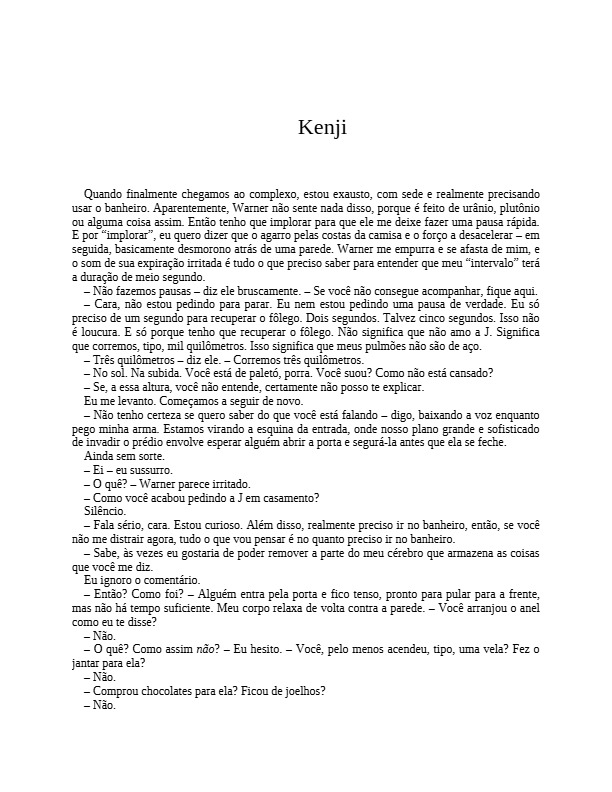 Kenji
Quando finalmente chegamos ao complexo, estou exausto, com sede e realmente precisando
usar o banheiro. Aparentemente, Warner não sente nada disso, porque é feito de urânio, plutônio
ou alguma coisa assim. Então tenho que implorar para que ele me deixe fazer uma pausa rápida.
E por “implorar”, eu quero dizer que o agarro pelas costas da camisa e o forço a desacelerar – em
seguida, basicamente desmorono atrás de uma parede. Warner me empurra e se afasta de mim, e
o som de sua expiração irritada é tudo o que preciso saber para entender que meu “intervalo” terá
a duração de meio segundo.
– Não fazemos pausas – diz ele bruscamente. – Se você não consegue acompanhar, fique aqui.
– Cara, não estou pedindo para parar. Eu nem estou pedindo uma pausa de verdade. Eu só
preciso de um segundo para recuperar o fôlego. Dois segundos. Talvez cinco segundos. Isso não
é loucura. E só porque tenho que recuperar o fôlego. Não significa que não amo a J. Significa
que corremos, tipo, mil quilômetros. Isso significa que meus pulmões não são de aço.
– Três quilômetros – diz ele. – Corremos três quilômetros.
– No sol. Na subida. Você está de paletó, porra. Você suou? Como não está cansado?
– Se, a essa altura, você não entende, certamente não posso te explicar.
Eu me levanto. Começamos a seguir de novo.
– Não tenho certeza se quero saber do que você está falando – digo, baixando a voz enquanto
pego minha arma. Estamos virando a esquina da entrada, onde nosso plano grande e sofisticado
de invadir o prédio envolve esperar alguém abrir a porta e segurá-la antes que ela se feche.
Ainda sem sorte.
– Ei – eu sussurro.
– O quê? – Warner parece irritado.
– Como você acabou pedindo a J em casamento?
Silêncio.
– Fala sério, cara. Estou curioso. Além disso, realmente preciso ir no banheiro, então, se você
não me distrair agora, tudo o que vou pensar é no quanto preciso ir no banheiro.
– Sabe, às vezes eu gostaria de poder remover a parte do meu cérebro que armazena as coisas
que você me diz.
Eu ignoro o comentário.
– Então? Como foi? – Alguém entra pela porta e fico tenso, pronto para pular para a frente,
mas não há tempo suficiente. Meu corpo relaxa de volta contra a parede. – Você arranjou o anel
como eu te disse?
– Não.
– O quê? Como assim não? – Eu hesito. – Você, pelo menos acendeu, tipo, uma vela? Fez o
jantar para ela?
– Não.
– Comprou chocolates para ela? Ficou de joelhos?
– Não.